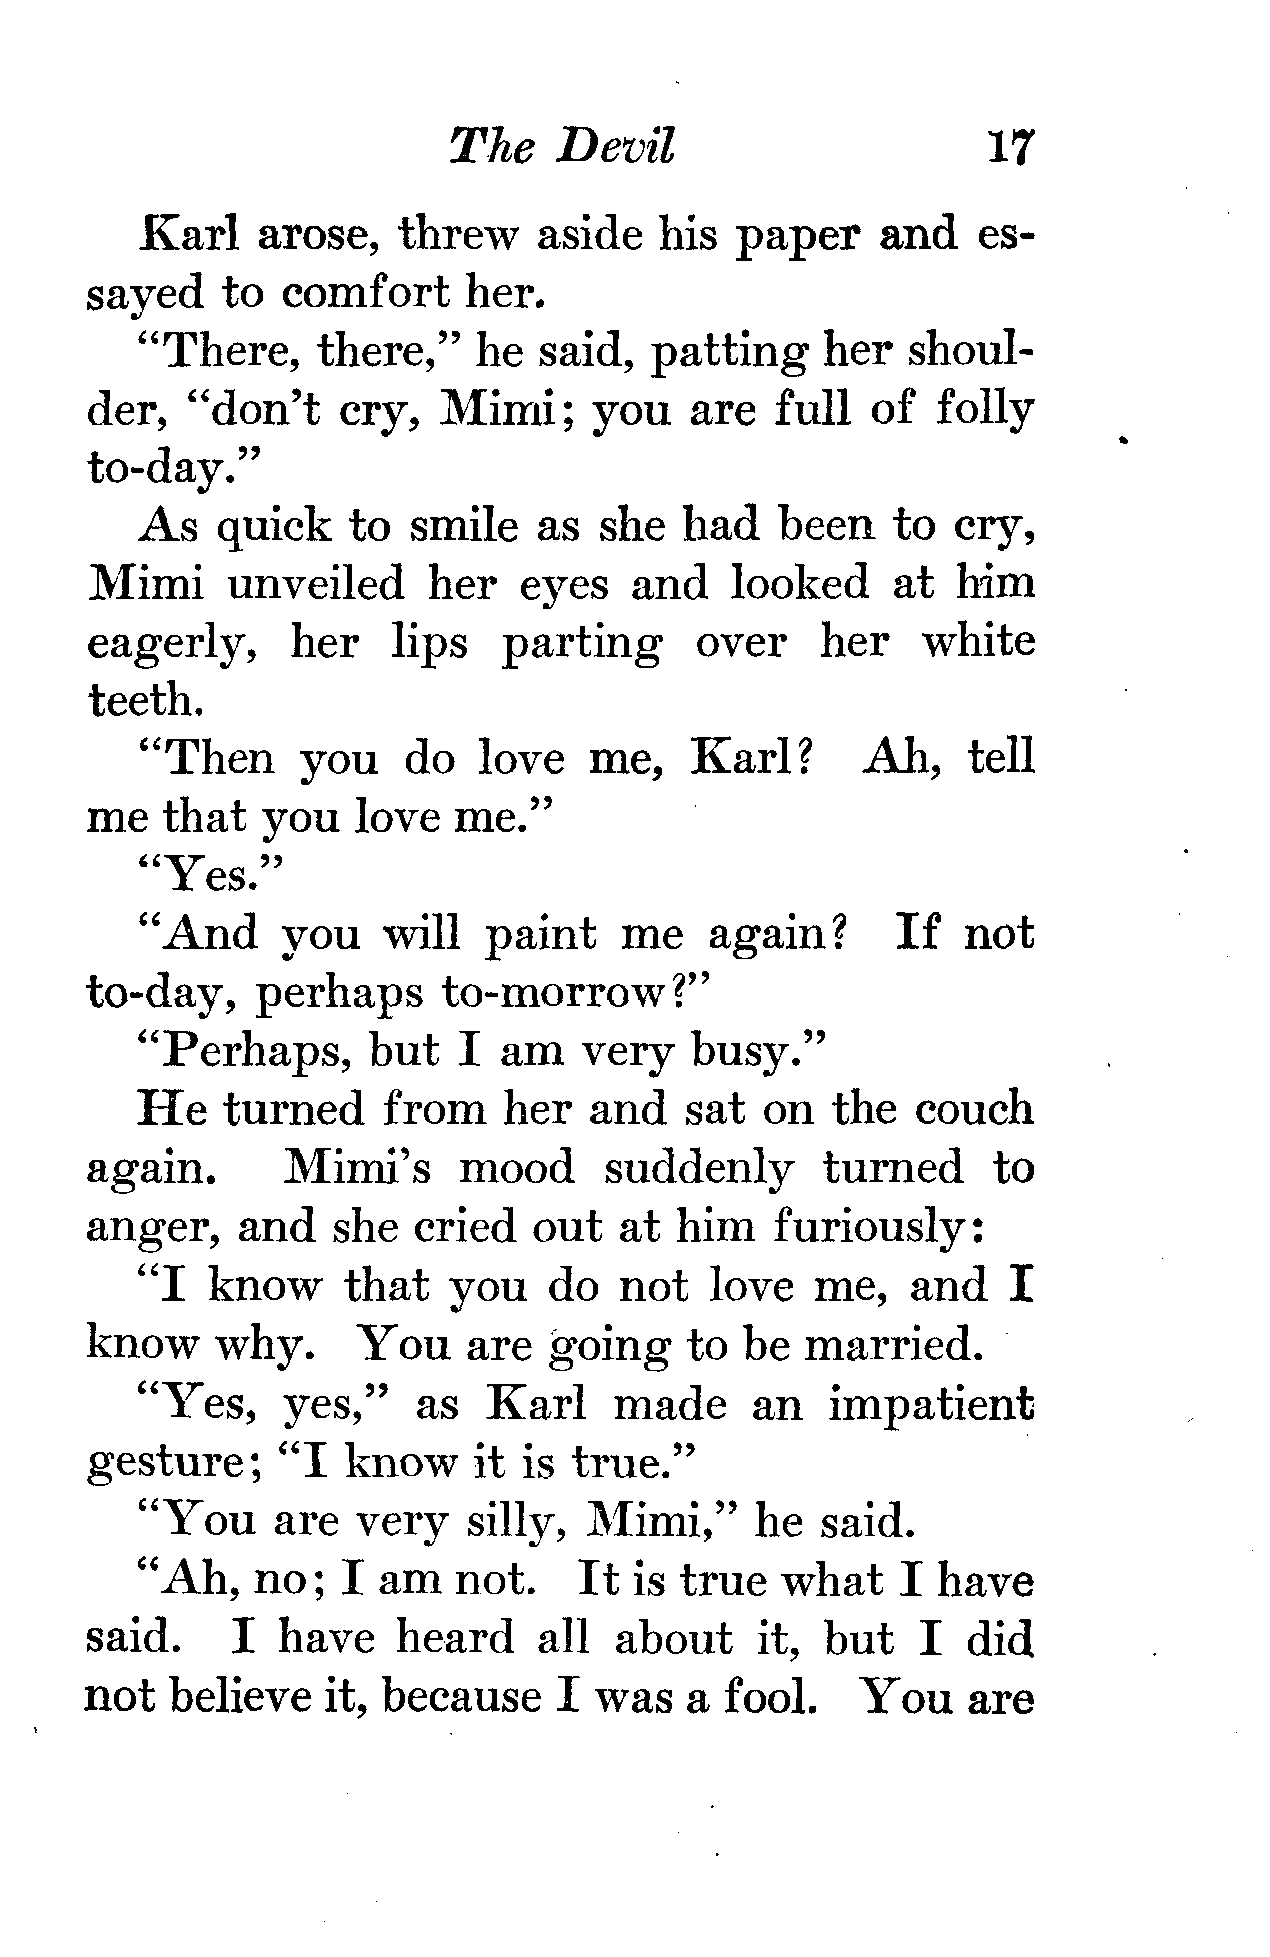 The Devil 17
Karl arose, threw aside his paper and es-
sayed to comfort her.
“There, there,” he said, patting her shoul-
der, “don’t cry, Mimi; you are full of folly
to-day.”
As quick to smile as she had been to cry,
Mimi unveiled her eyes and looked at him
eagerly, her lips parting over her white
teeth.
“Then you do love me, Karl? Ah, tell
me that you love me.”
“Yes.”
“And you will paint me again? If not
to-day, perhaps to-morrow?”
“Perhaps, but I am very busy.”
He turned from her and sat on the couch
again. Mimi’s mood suddenly turned to
anger, and she cried out at him furiously:
“I know that you do not love me, and I
know why. You are going to be married.
“Yes, yes,” as Karl made an impatient
gesture; “I know it is true.”
“You are very silly, Mimi,” he said.
“Ah, no; I am not. It is true what I have
said. I have heard all about it, but I did
not believe it, because I was a fool. You are